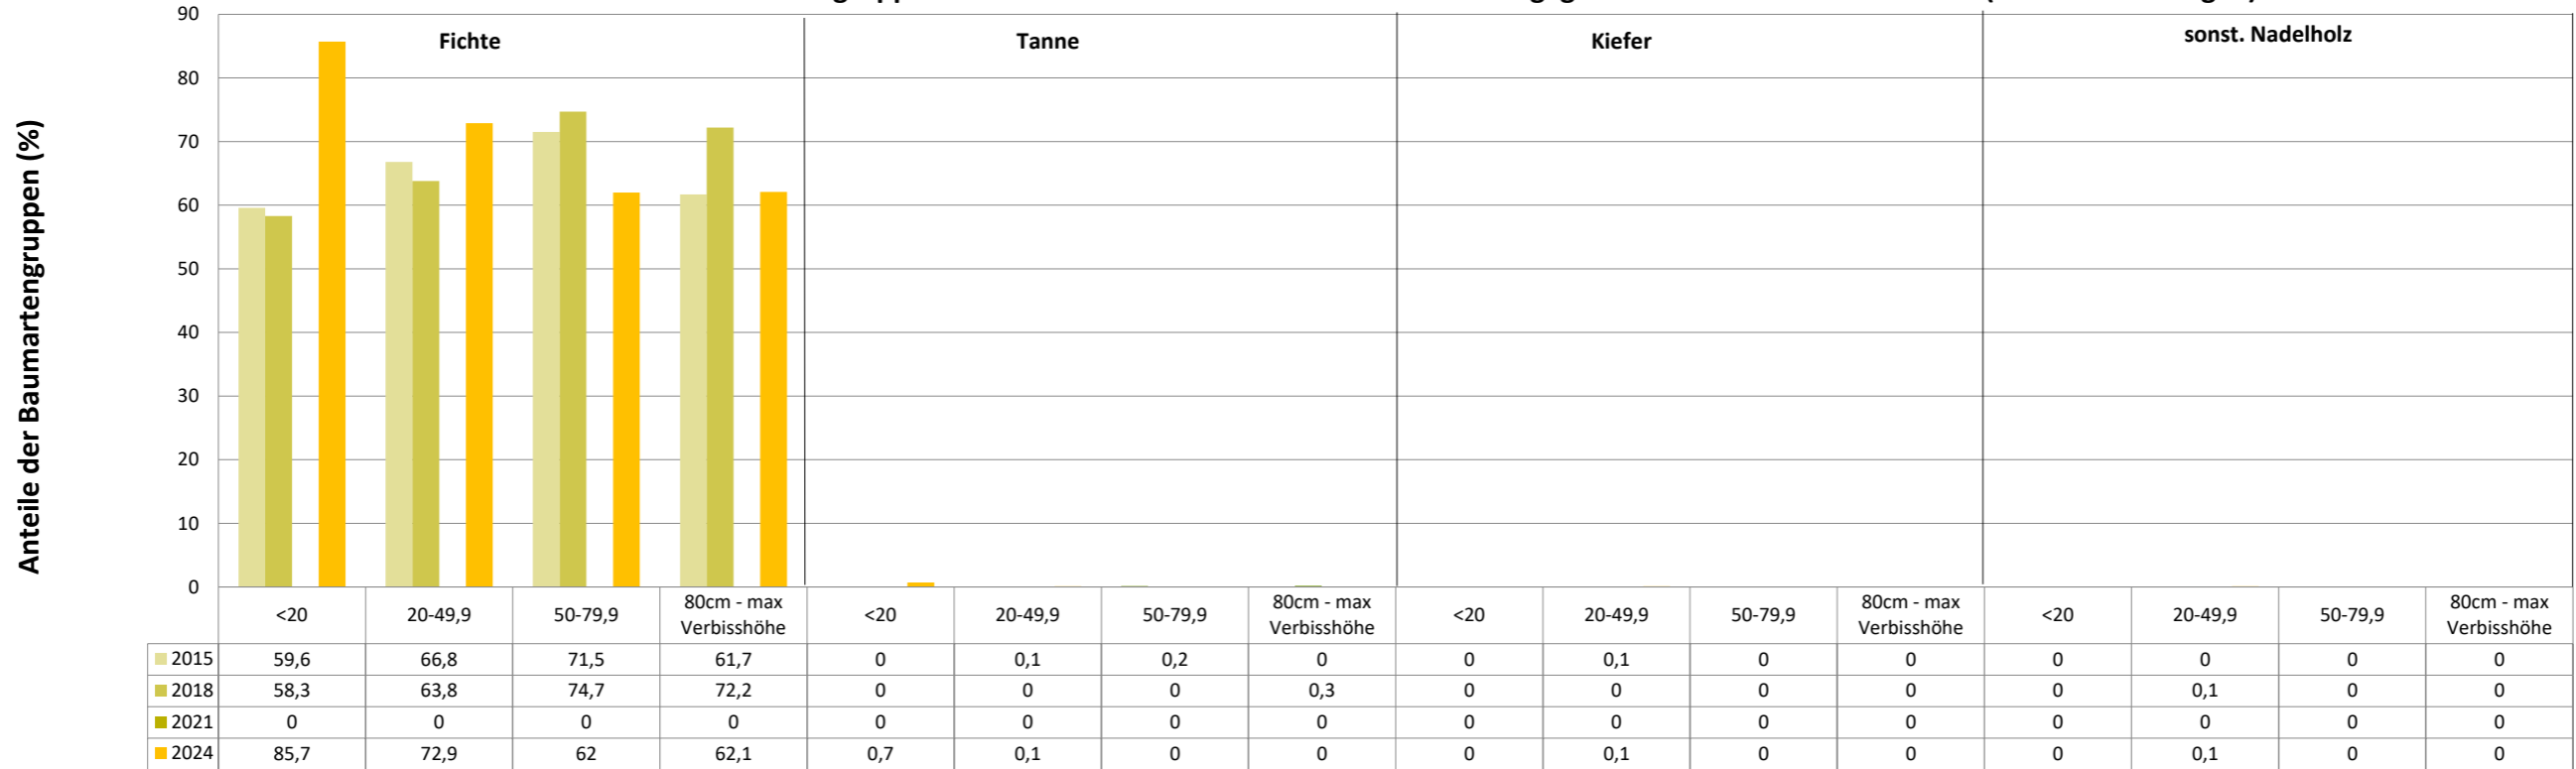 90
Fichte
Tanne
Kiefer
sonst. Nadelholz
80
70
60
50
40
30
20
10
0
Anteile der Baumartengruppen (%)
<20 20-49,9 50-79,9 80cm - max Verbisshöhe <20 20-49,9 50-79,9 80cm - max Verbisshöhe <20 20-49,9 50-79,9 80cm - max Verbisshöhe <20 20-49,9 50-79,9 80cm - max Verbisshöhe
2015 59,6 66,8 71,5 61,7 0 0,1 0,2 0 0 0,1 0 0 0 0 0 0
2018 58,3 63,8 74,7 72,2 0 0 0 0,3 0 0 0 0 0 0,1 0 0
2021 0 0 0 0 0 0 0 0 0 0 0 0 0 0 0 0
2024 85,7 72,9 62 62,1 0,7 0,1 0 0 0 0,1 0 0 0 0,1 0 0